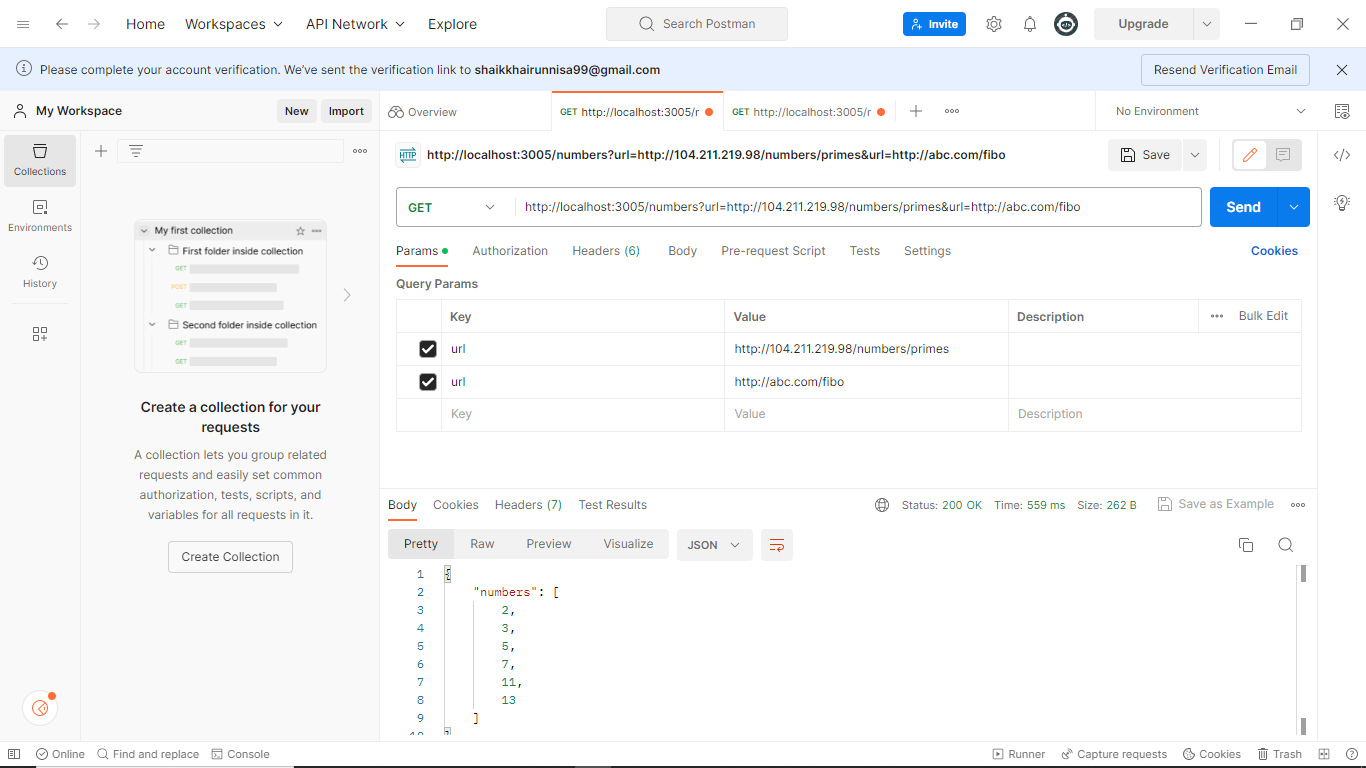 Home Workspaces API Network Explore Search Postman Invite Upgrade
Please complete your account verification. We've sent the verification link to shaikkhairunnisa99@gmail.com Resend Verification Email
My Workspace New Import Overview GET http://localhost:3005/r GET http://localhost:3005/r No Environment
Collections
Environments
History
My first collection
First folder inside collection
GET
POST
GET
Second folder inside collection
GET
GET
Create a collection for your
requests
A collection lets you group related
requests and easily set common
authorization, tests, scripts, and
variables for all requests in it.
Create Collection
HTTP http://localhost:3005/numbers?url=http://104.211.219.98/numbers/primes&url=http://abc.com/fibo Save
GET http://localhost:3005/numbers?url=http://104.211.219.98/numbers/primes&url=http://abc.com/fibo Send
Params Authorization Headers (6) Body Pre-request Script Tests Settings Cookies
Query Params
Key Value Description Bulk Edit
url http://104.211.219.98/numbers/primes
url http://abc.com/fibo
Key Value Description
Body Cookies Headers (7) Test Results Status: 200 OK Time: 559 ms Size: 262 B Save as Example
Pretty Raw Preview Visualize JSON
1 {
2 "numbers": [
3 2,
4 3,
5 5,
6 7,
7 11,
8 13
9 ]
10 }
Online Find and replace Console Runner Capture requests Cookies Trash